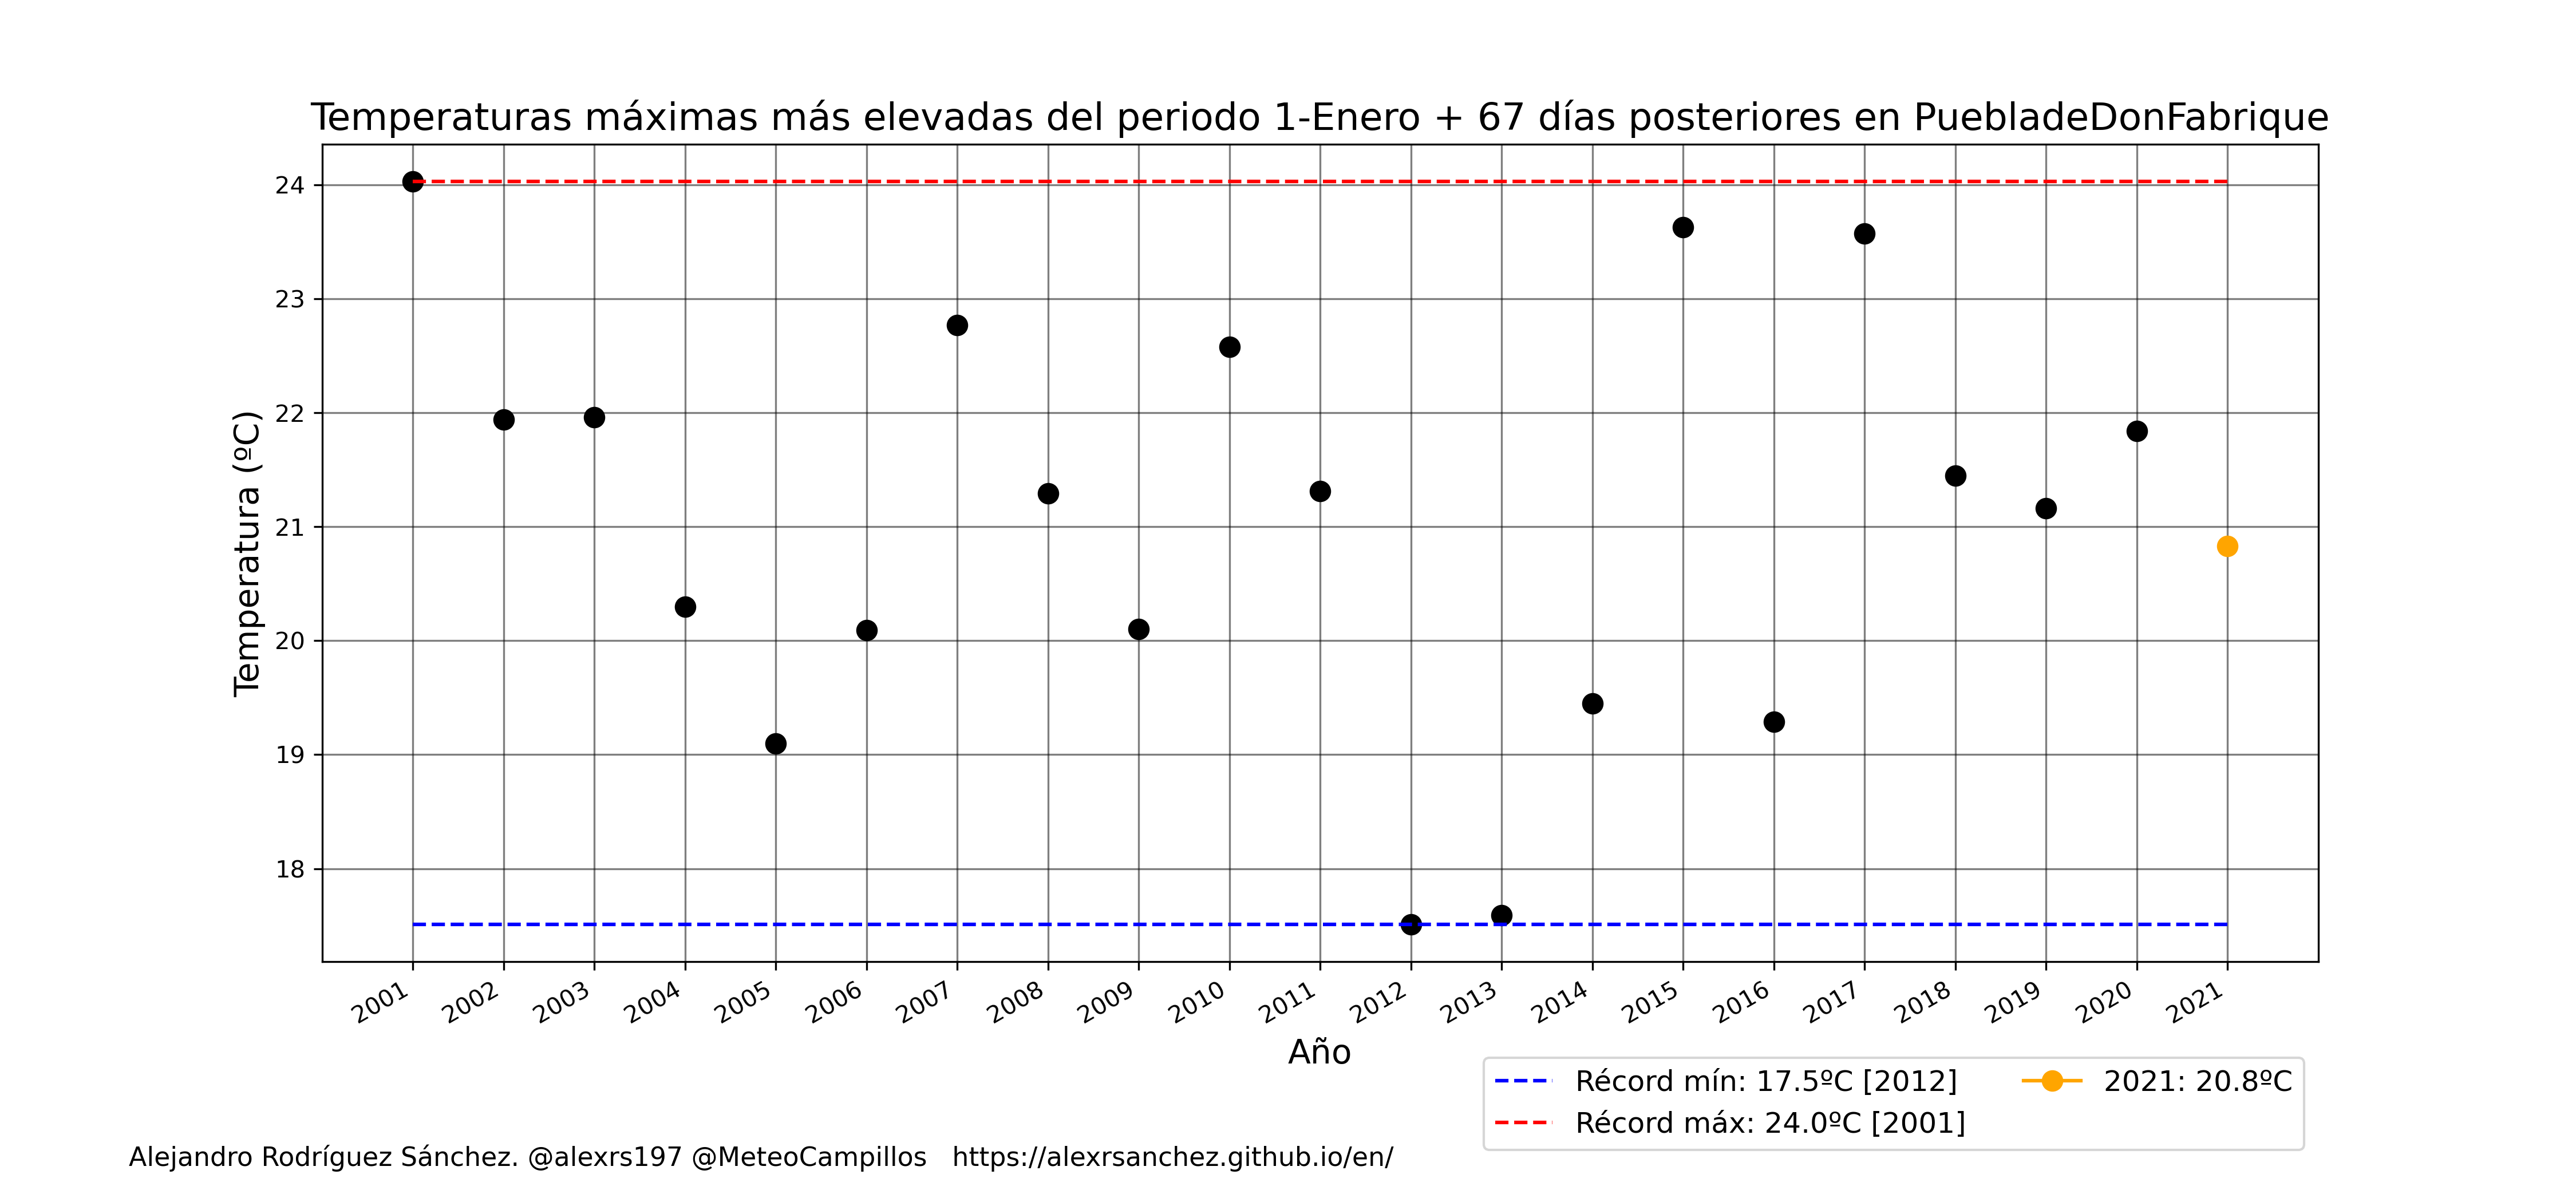 Temperaturas máximas más elevadas del periodo 1-Enero + 67 días posteriores en PuebladeDonFabrique
Temperatura (ºC)
24
23
22
21
20
19
18
2001 2002 2003 2004 2005 2006 2007 2008 2009 2010 2011 2012 2013 2014 2015 2016 2017 2018 2019 2020 2021
Año
Récord mín: 17.5ºC [2012] 2021: 20.8ºC
Récord máx: 24.0ºC [2001]
Alejandro Rodríguez Sánchez. @alexrs197 @MeteoCampillos https://alexrsanchez.github.io/en/